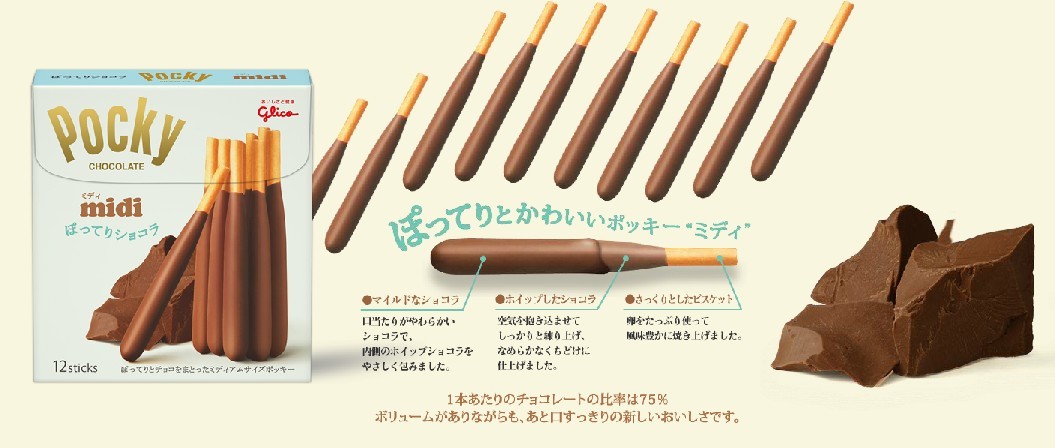 ぽってりショコラ POCKY ミディ midi
おいしさと健康
Glico
POCKY
CHOCOLATE
ミディ
midi
ぽってりショコラ
12sticks
ぽってりとチョコをまとったミディアムサイズポッキー
ぽってりとかわいいポッキー“ミディ”
●マイルドなショコラ
口当たりがやわらかい
ショコラで、
内側のホイップショコラを
やさしく包みました。
●ホイップしたショコラ
空気を抱き込ませて
しっかりと練り上げ、
なめらかなくちどけに
仕上げました。
●さっくりとしたビスケット
卵をたっぷり使って
風味豊かに焼き上げました。
1本あたりのチョコレートの比率は75%
ボリュームがありながらも、あと口すっきりの新しいおいしさです。